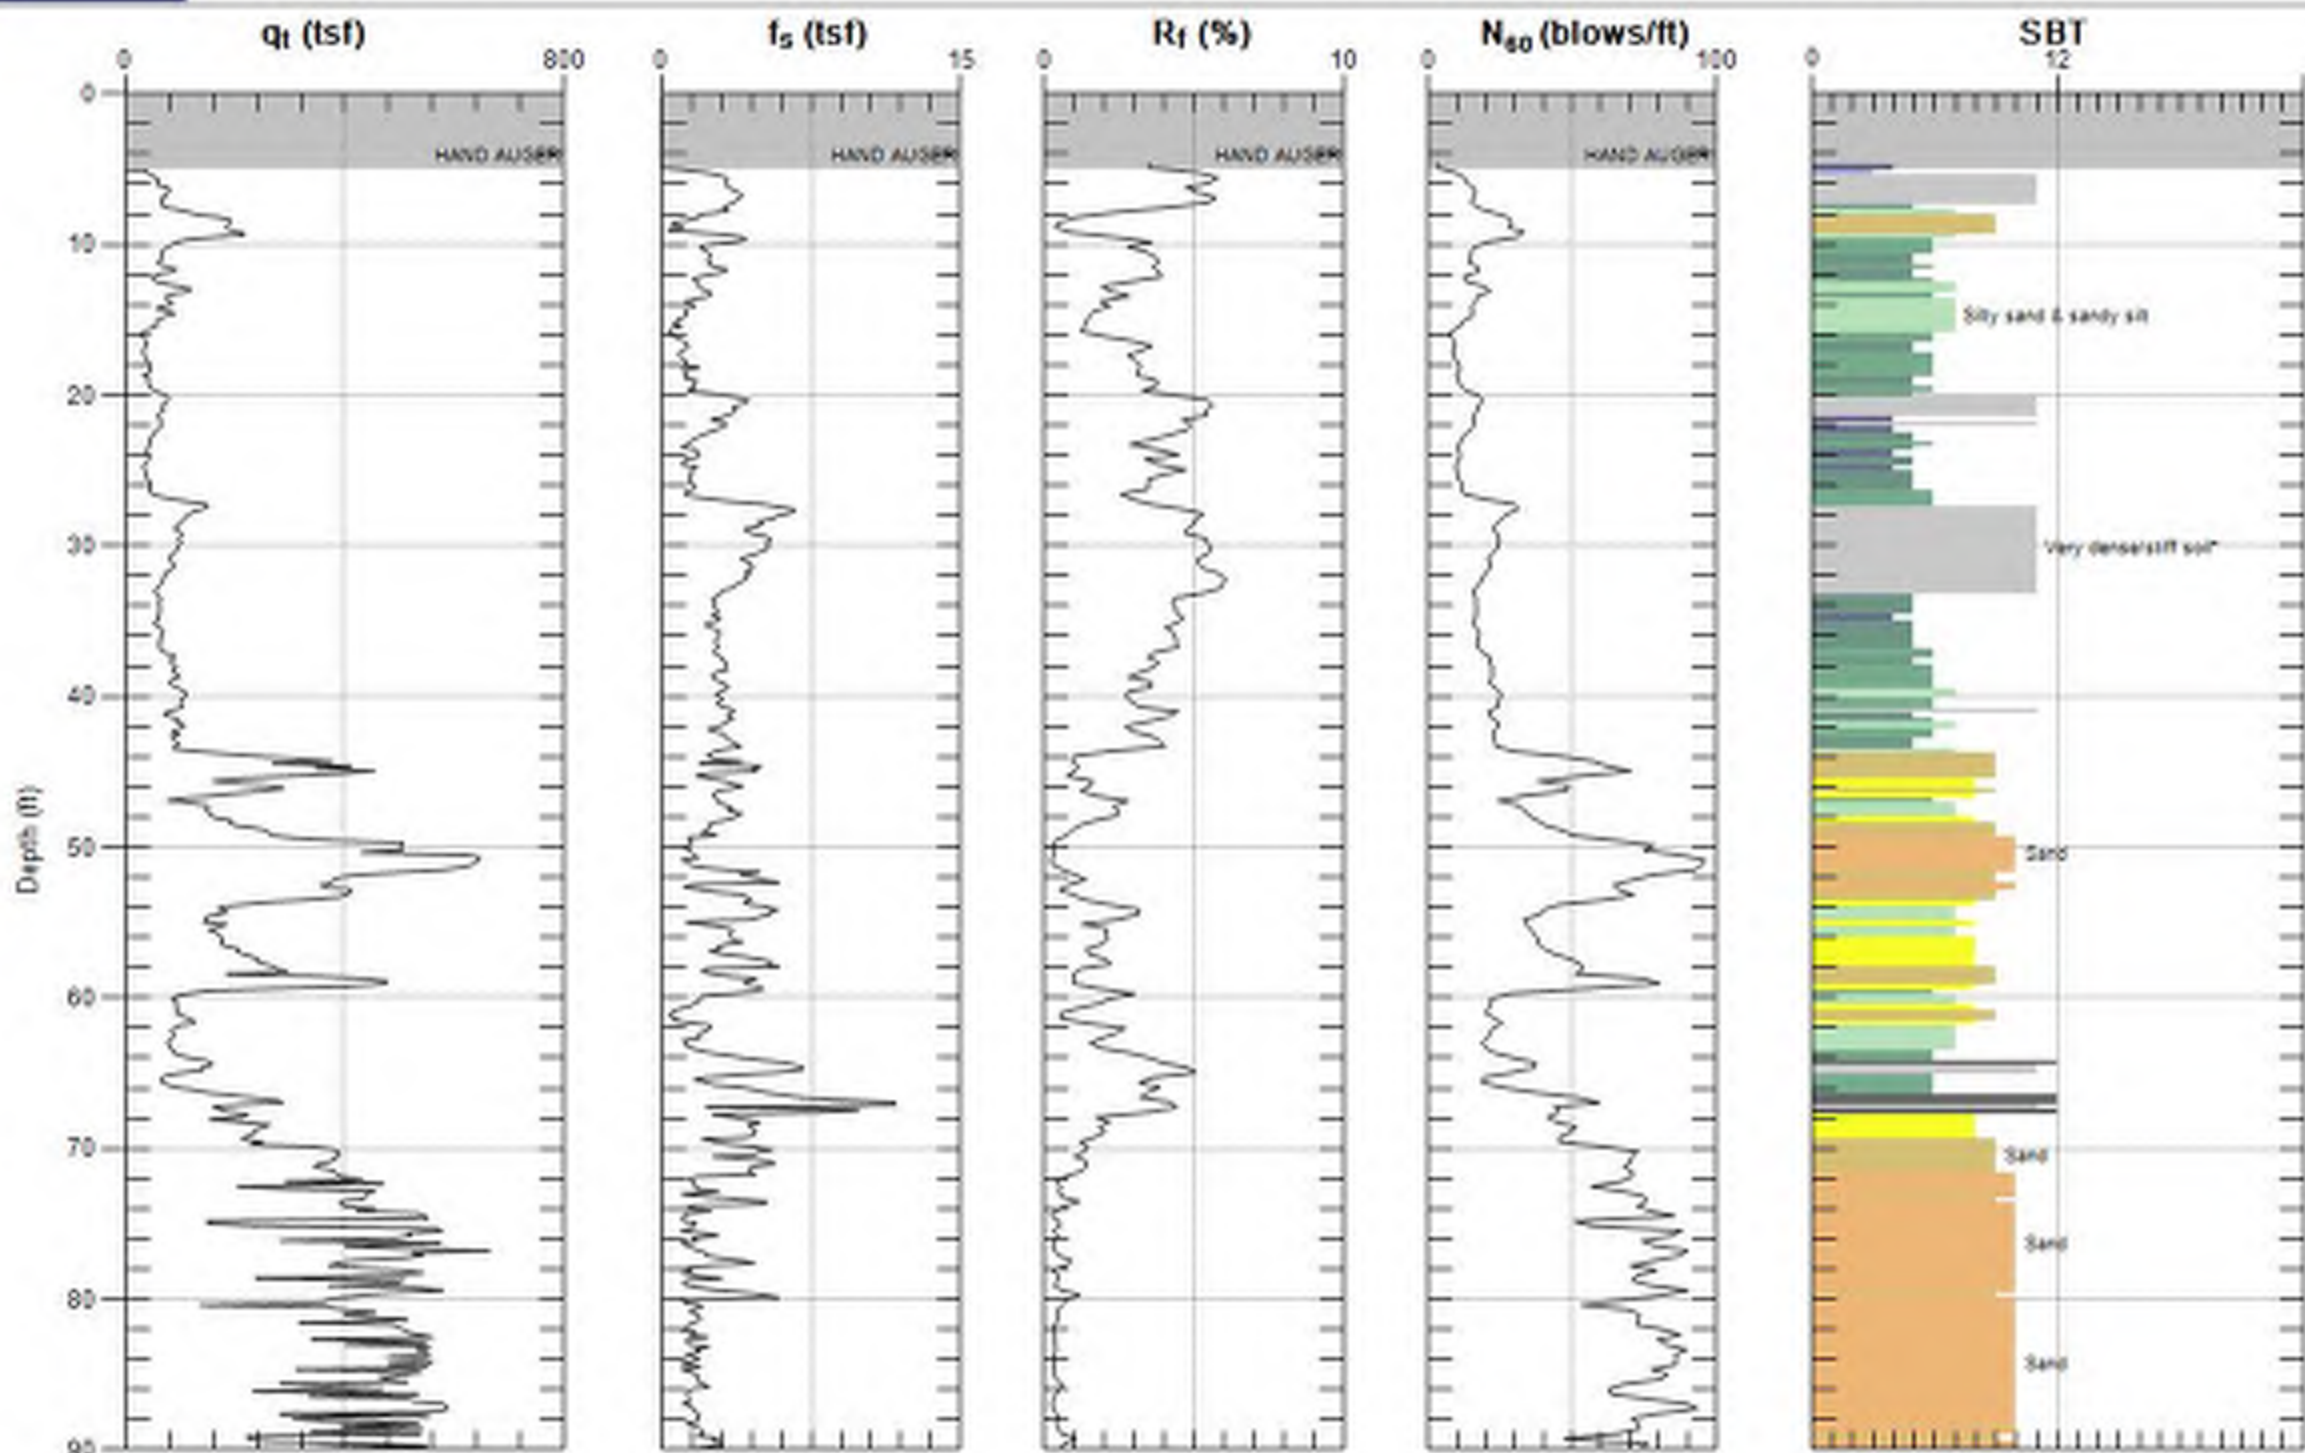 qt (tsf) fs (tsf) Rf (%) N60 (blows/ft) SBT
0 800 0 15 0 10 0 100 0 12
0
HAND AUGER HAND AUGER HAND AUGER HAND AUGER
10
Silty sand & sandy silt
20
30
Very dense/stiff soil*
40
Depth (ft)
50
Sand
60
70
Sand
Sand
80
Sand
90